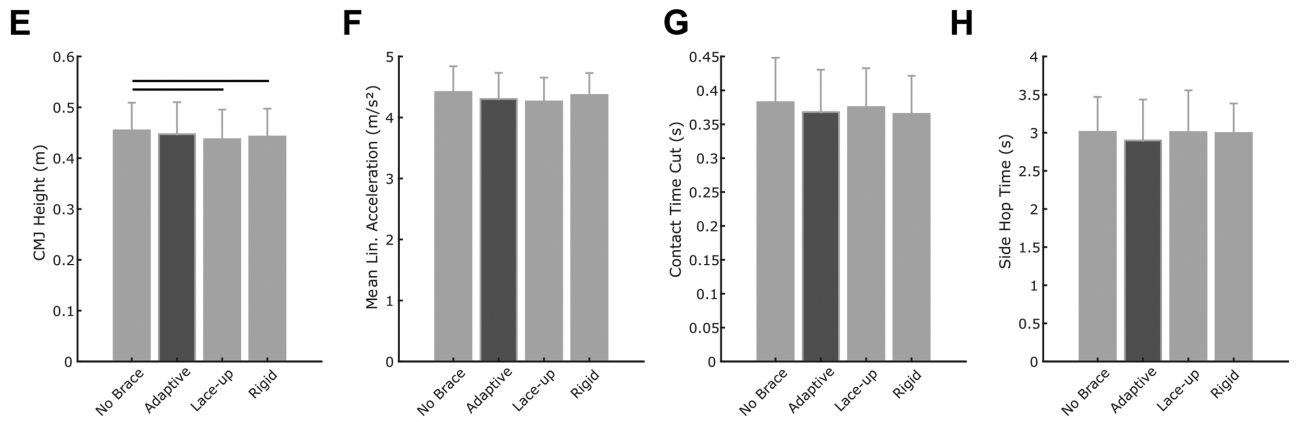 E
CMJ Height (m)
0.6
0.5
0.4
0.3
0.2
0.1
0
No Brace
Adaptive
Lace-up
Rigid
F
Mean Lin. Acceleration (m/s²)
5
4
3
2
1
0
No Brace
Adaptive
Lace-up
Rigid
G
Contact Time Cut (s)
0.45
0.4
0.35
0.3
0.25
0.2
0.15
0.1
0.05
0
No Brace
Adaptive
Lace-up
Rigid
H
Side Hop Time (s)
4
3.5
3
2.5
2
1.5
1
0.5
0
No Brace
Adaptive
Lace-up
Rigid